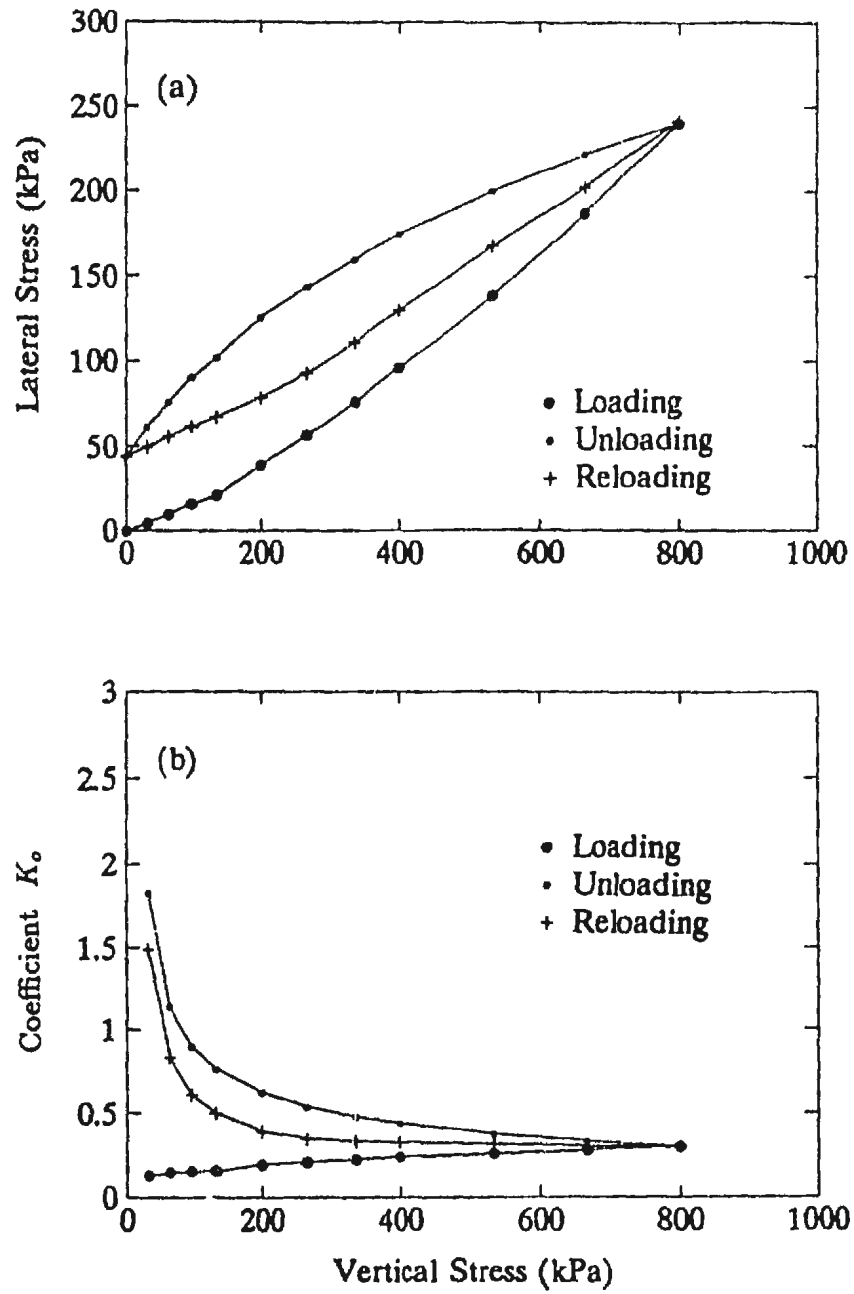 300
250
200
150
100
50
0
Lateral Stress (kPa)
(a)
Loading
Unloading
Reloading
0 200 400 600 800 1000
3
2.5
2
1.5
1
0.5
0
Coefficient Kₒ
(b)
Loading
Unloading
Reloading
0 200 400 600 800 1000
Vertical Stress (kPa)